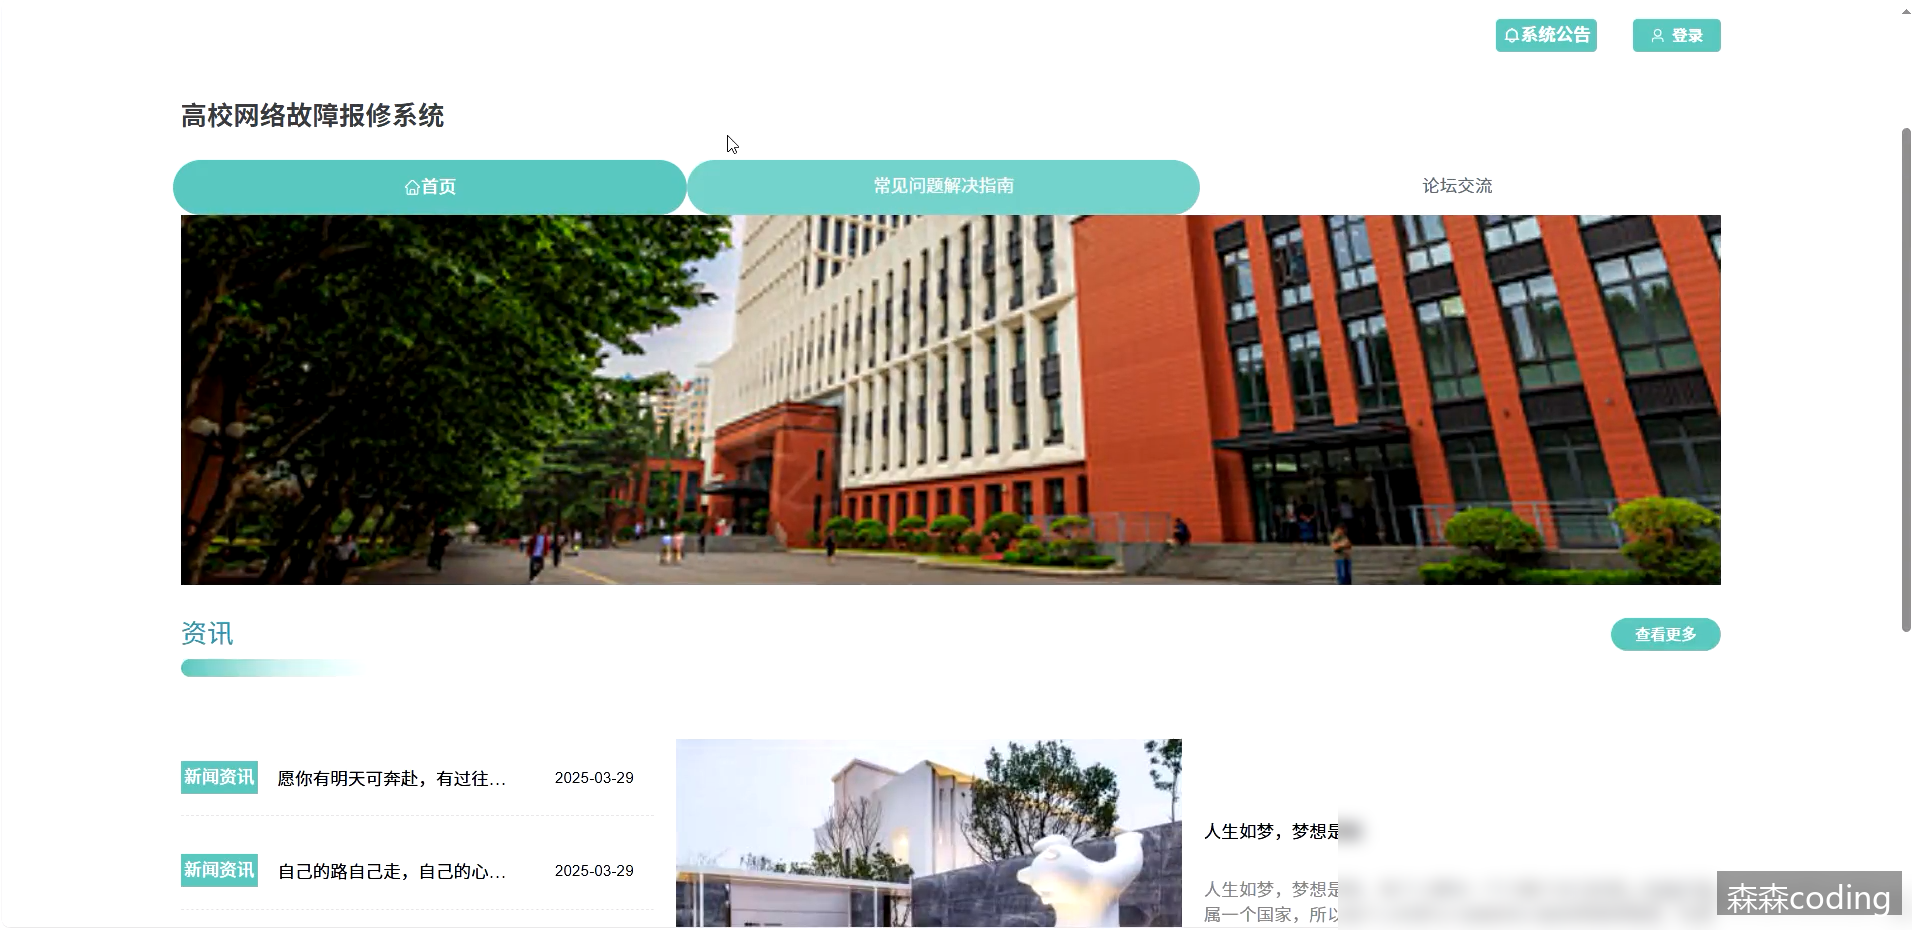 系统公告
登录
高校网络故障报修系统
首页
常见问题解决指南
论坛交流
资讯
查看更多
新闻资讯 愿你有明天可奔赴，有过往... 2025-03-29
新闻资讯 自己的路自己走，自己的心... 2025-03-29
人生如梦，梦想是
人生如梦，梦想是
属一个国家，所以
森森coding